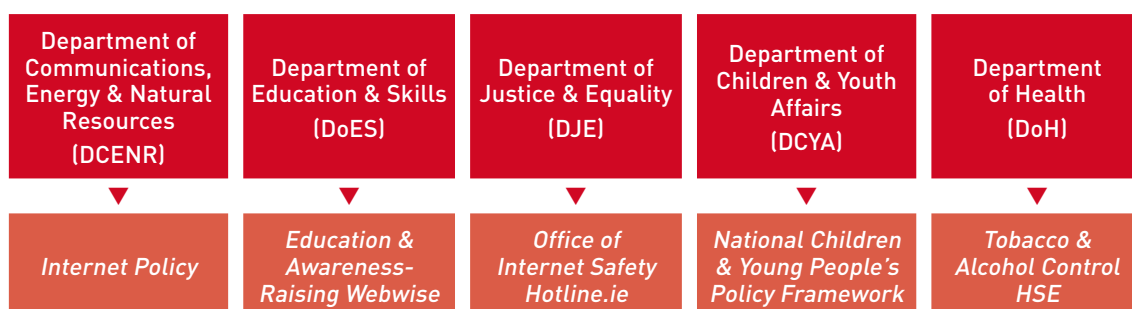 Department of
Communications,
Energy & Natural
Resources
(DCENR)
Department of
Education & Skills
(DoES)
Department of
Justice & Equality
(DJE)
Department of
Children & Youth
Affairs
(DCYA)
Department
of Health
(DoH)
Internet Policy
Education &
Awareness-
Raising Webwise
Office of
Internet Safety
Hotline.ie
National Children
& Young People’s
Policy Framework
Tobacco &
Alcohol Control
HSE